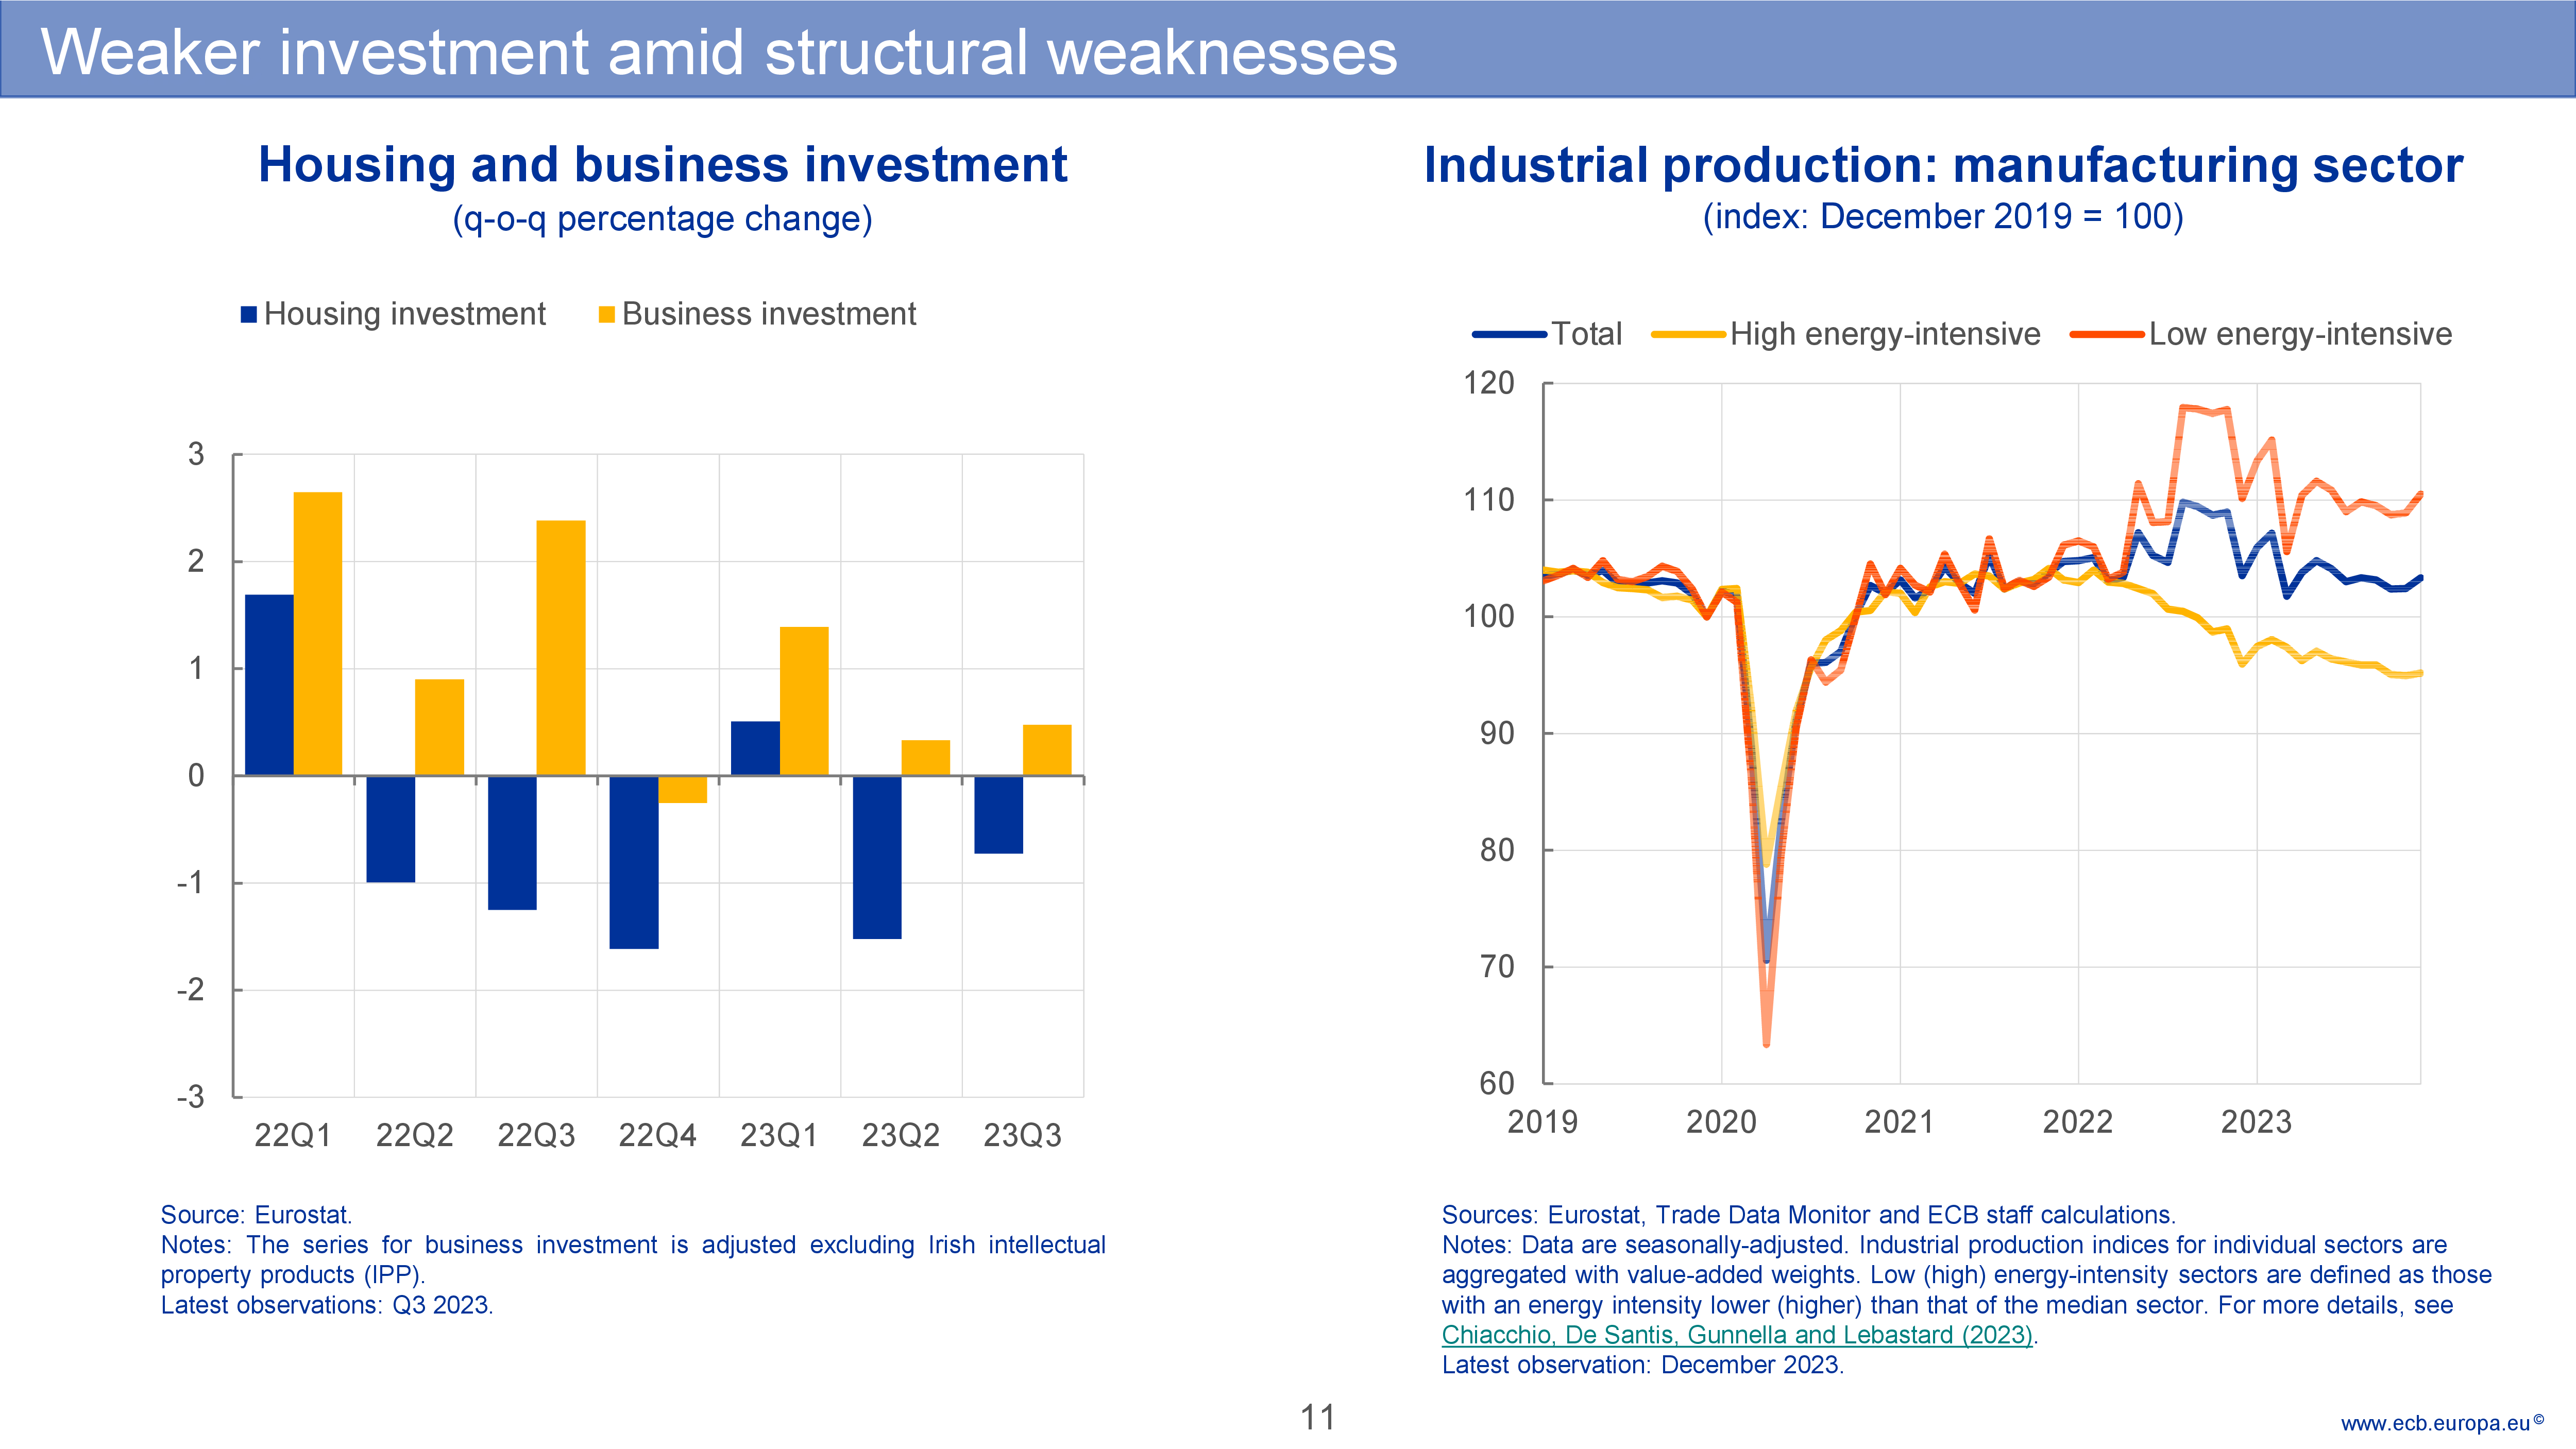 Weaker investment amid structural weaknesses
Housing and business investment
(q-o-q percentage change)
Housing investment
Business investment
3
2
1
0
-1
-2
-3
22Q1
22Q2
22Q3
22Q4
23Q1
23Q2
23Q3
Source: Eurostat.
Notes: The series for business investment is adjusted excluding Irish intellectual
property products (IPP).
Latest observations: Q3 2023.
Industrial production: manufacturing sector
(index: December 2019 = 100)
Total
High energy-intensive
Low energy-intensive
120
110
100
90
80
70
60
2019
2020
2021
2022
2023
Sources: Eurostat, Trade Data Monitor and ECB staff calculations.
Notes: Data are seasonally-adjusted. Industrial production indices for individual sectors are
aggregated with value-added weights. Low (high) energy-intensity sectors are defined as those
with an energy intensity lower (higher) than that of the median sector. For more details, see
Chiacchio, De Santis, Gunnella and Lebastard (2023).
Latest observation: December 2023.
11
www.ecb.europa.eu©